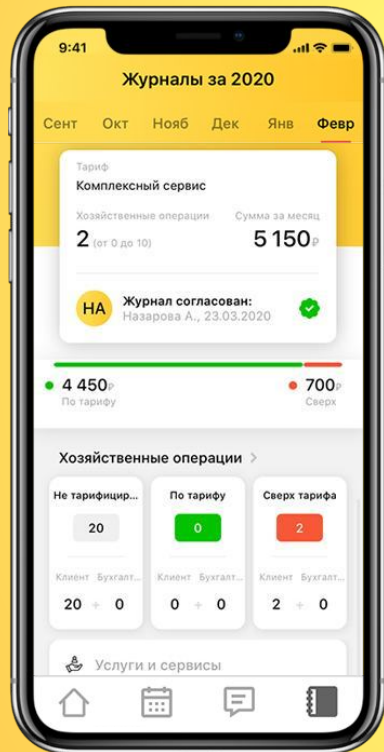 9:41
Журналы за 2020
Сент Окт Нояб Дек Янв Февр
Тариф
Комплексный сервис
Хозяйственные операции Сумма за месяц
2 (от 0 до 10) 5 150 ₽
НА Журнал согласован:
Назарова А., 23.03.2020
4 450 ₽ 700 ₽
По тарифу Сверх
Хозяйственные операции >
Не тарифицир... По тарифу Сверх тарифа
20 0 2
Клиент Бухгалт... Клиент Бухгалт... Клиент Бухгалт...
20 + 0 0 + 0 2 + 0
Услуги и сервисы